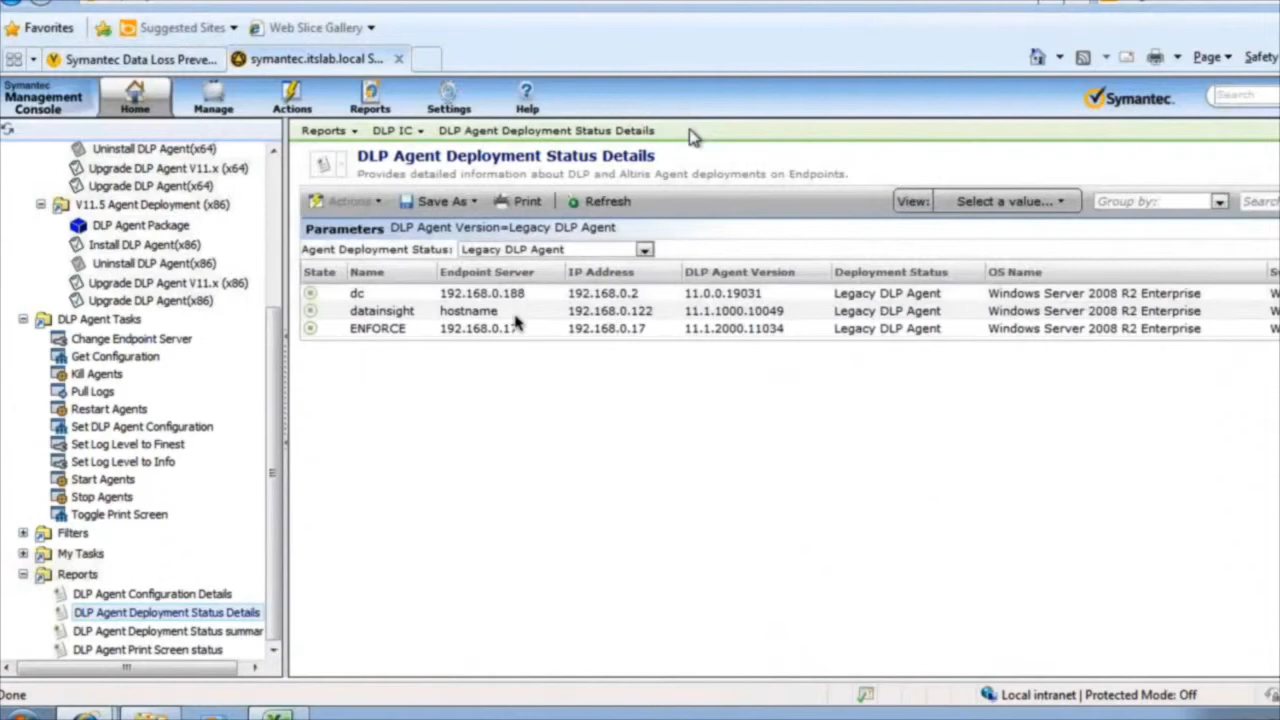 Favorites Suggested Sites Web Slice Gallery
Symantec Data Loss Preve... symantec.itslab.local S... Page Safety
Symantec
Management
Console
Home Manage Actions Reports Settings Help
Symantec. Search
Reports DLP IC DLP Agent Deployment Status Details
DLP Agent Deployment Status Details
Provides detailed information about DLP and Altiris Agent deployments on Endpoints.
Actions Save As Print Refresh View: Select a value... Group by: Searc
Parameters DLP Agent Version=Legacy DLP Agent
Agent Deployment Status: Legacy DLP Agent
State Name Endpoint Server IP Address DLP Agent Version Deployment Status OS Name
dc 192.168.0.188 192.168.0.2 11.0.0.19031 Legacy DLP Agent Windows Server 2008 R2 Enterprise
datainsight hostname 192.168.0.122 11.1.1000.10049 Legacy DLP Agent Windows Server 2008 R2 Enterprise
ENFORCE 192.168.0.17 192.168.0.17 11.1.2000.11034 Legacy DLP Agent Windows Server 2008 R2 Enterprise
Uninstall DLP Agent(x64)
Upgrade DLP Agent V11.x (x64)
Upgrade DLP Agent(x64)
V11.5 Agent Deployment (x86)
DLP Agent Package
Install DLP Agent(x86)
Uninstall DLP Agent(x86)
Upgrade DLP Agent V11.x (x86)
Upgrade DLP Agent(x86)
DLP Agent Tasks
Change Endpoint Server
Get Configuration
Kill Agents
Pull Logs
Restart Agents
Set DLP Agent Configuration
Set Log Level to Finest
Set Log Level to Info
Start Agents
Stop Agents
Toggle Print Screen
Filters
My Tasks
Reports
DLP Agent Configuration Details
DLP Agent Deployment Status Details
DLP Agent Deployment Status summar
DLP Agent Print Screen status
Done Local intranet | Protected Mode: Off